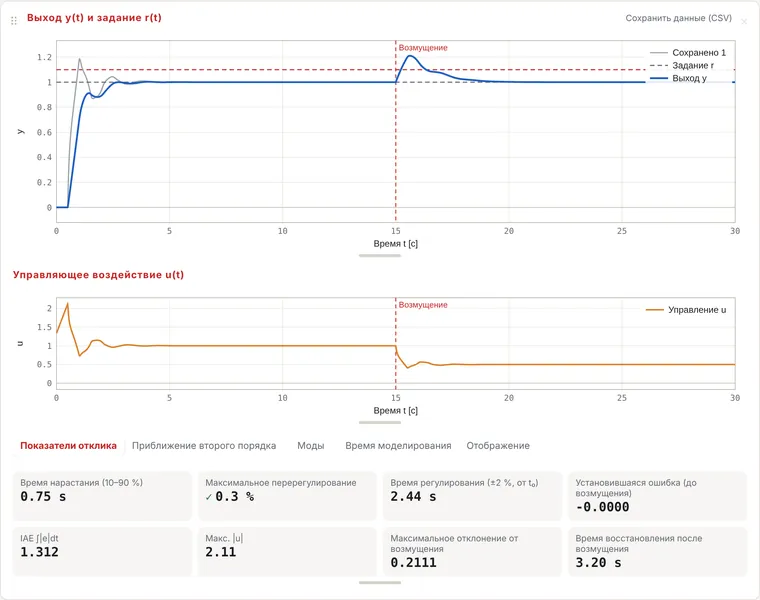 Выход y(t) и задание r(t)
Сохранить данные (CSV) ×
Возмущение
Сохранено 1
Задание r
Выход y
1.2
1
0.8
0.6
0.4
0.2
0
y
0 5 10 15 20 25 30
Время t [с]
Управляющее воздействие u(t)
Возмущение
Управление u
2
1.5
1
0.5
0
u
0 5 10 15 20 25 30
Время t [с]
Показатели отклика Приближение второго порядка Моды Время моделирования Отображение
Время нарастания (10–90 %)
0.75 s
Максимальное перерегулирование
✓ 0.3 %
Время регулирования (±2 %, от t₀)
2.44 s
Установившаяся ошибка (до
возмущения)
-0.0000
IAE ∫|e|dt
1.312
Макс. |u|
2.11
Максимальное отклонение от
возмущения
0.2111
Время восстановления после
возмущения
3.20 s